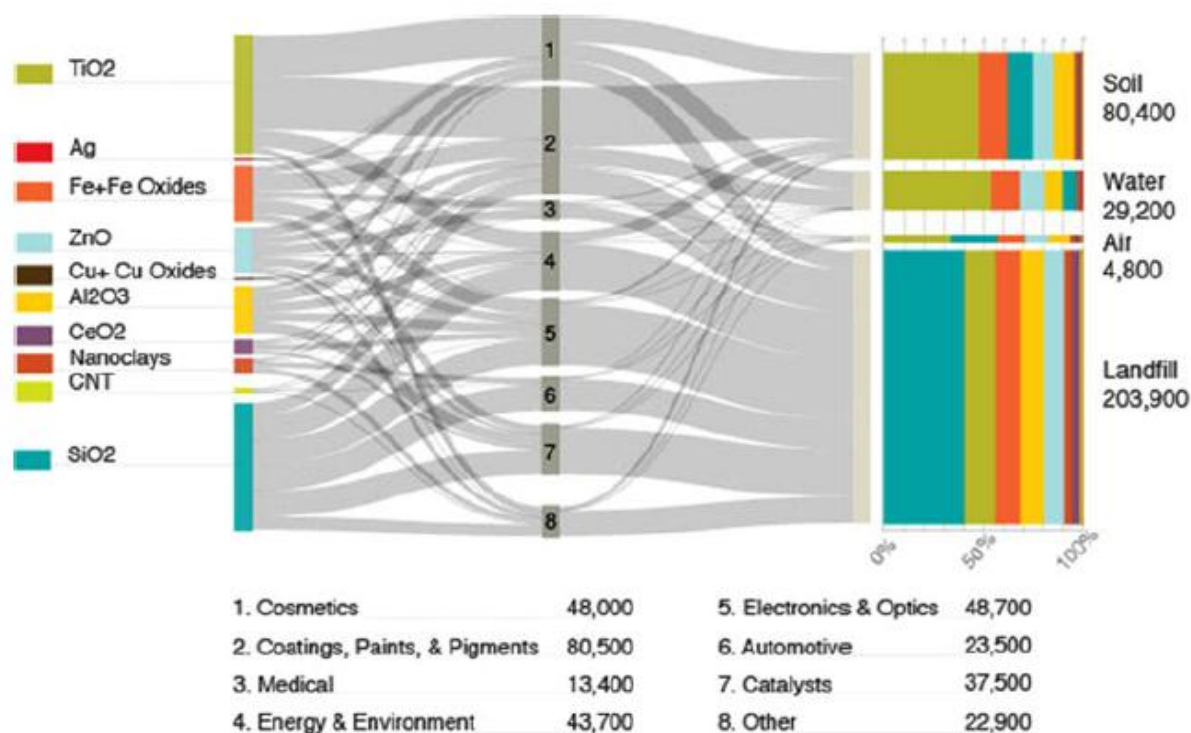 TiO2
Ag
Fe+Fe Oxides
ZnO
Cu+ Cu Oxides
Al2O3
CeO2
Nanoclays
CNT
SiO2
1
2
3
4
5
6
7
8
Soil
80,400
Water
29,200
Air
4,800
Landfill
203,900
0%
50%
100%
1. Cosmetics 48,000
2. Coatings, Paints, & Pigments 80,500
3. Medical 13,400
4. Energy & Environment 43,700
5. Electronics & Optics 48,700
6. Automotive 23,500
7. Catalysts 37,500
8. Other 22,900